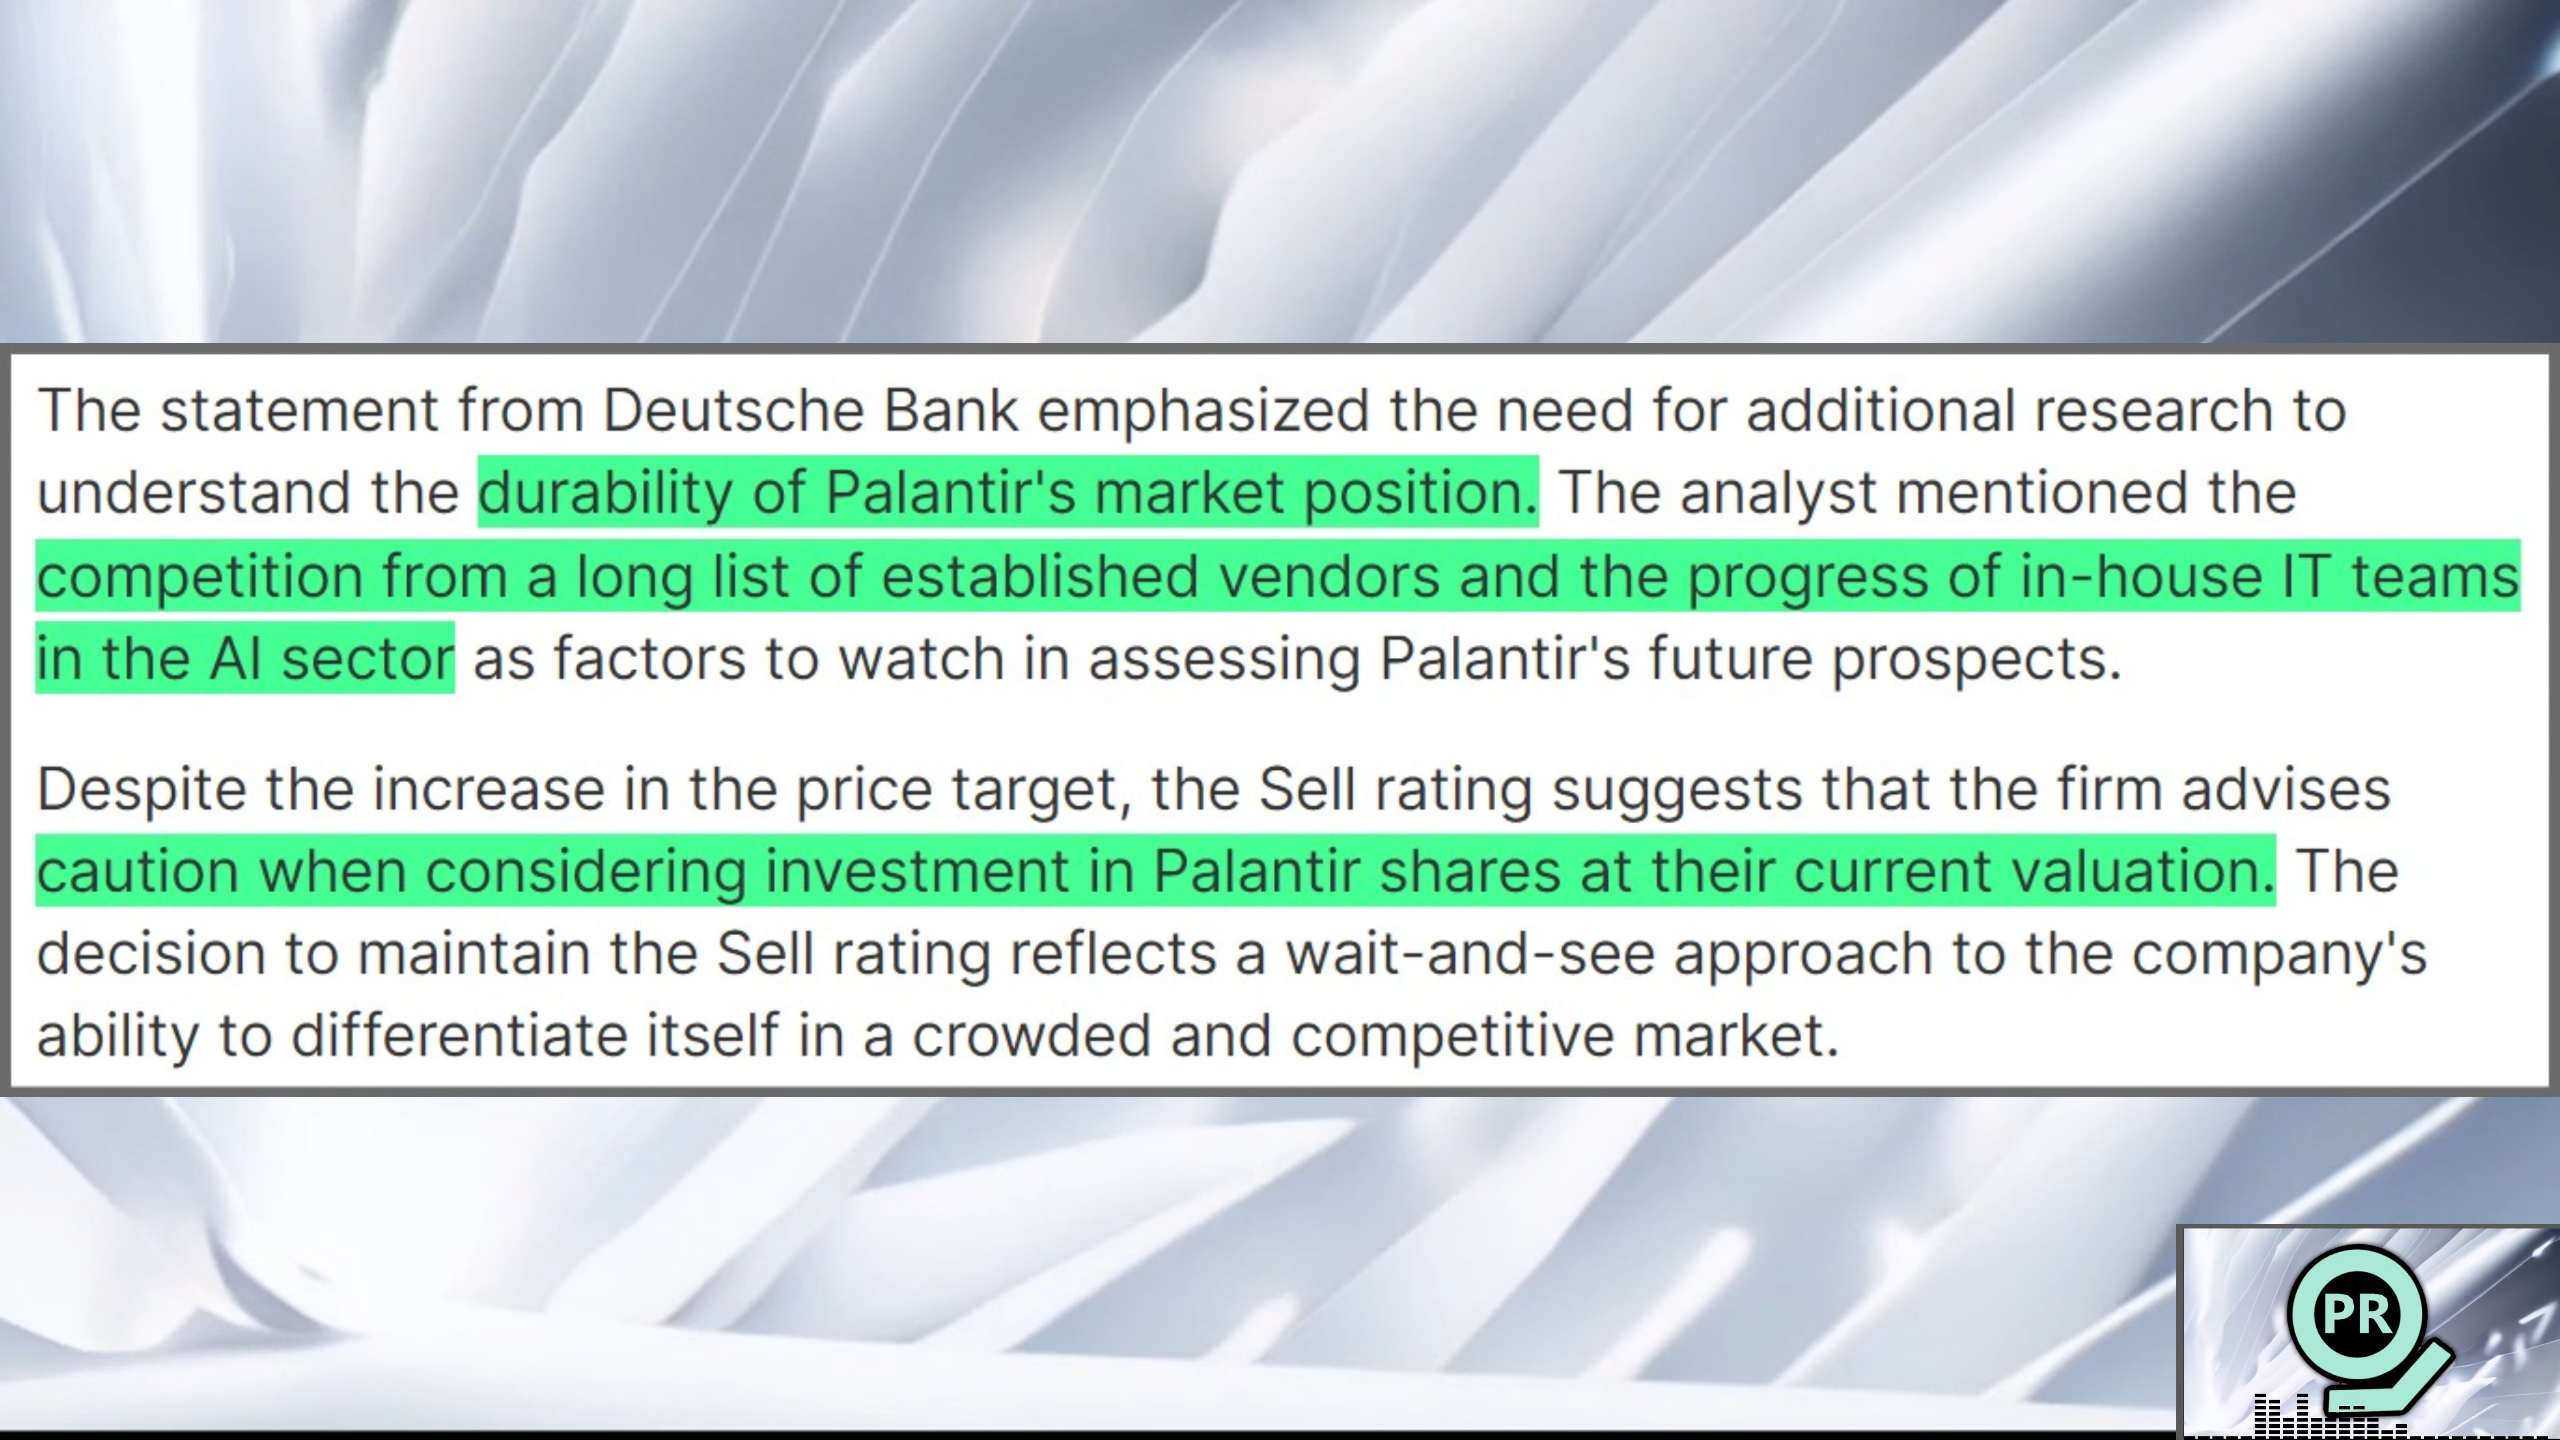 The statement from Deutsche Bank emphasized the need for additional research to
understand the durability of Palantir's market position. The analyst mentioned the
competition from a long list of established vendors and the progress of in-house IT teams
in the AI sector as factors to watch in assessing Palantir's future prospects.
Despite the increase in the price target, the Sell rating suggests that the firm advises
caution when considering investment in Palantir shares at their current valuation. The
decision to maintain the Sell rating reflects a wait-and-see approach to the company's
ability to differentiate itself in a crowded and competitive market.
PR